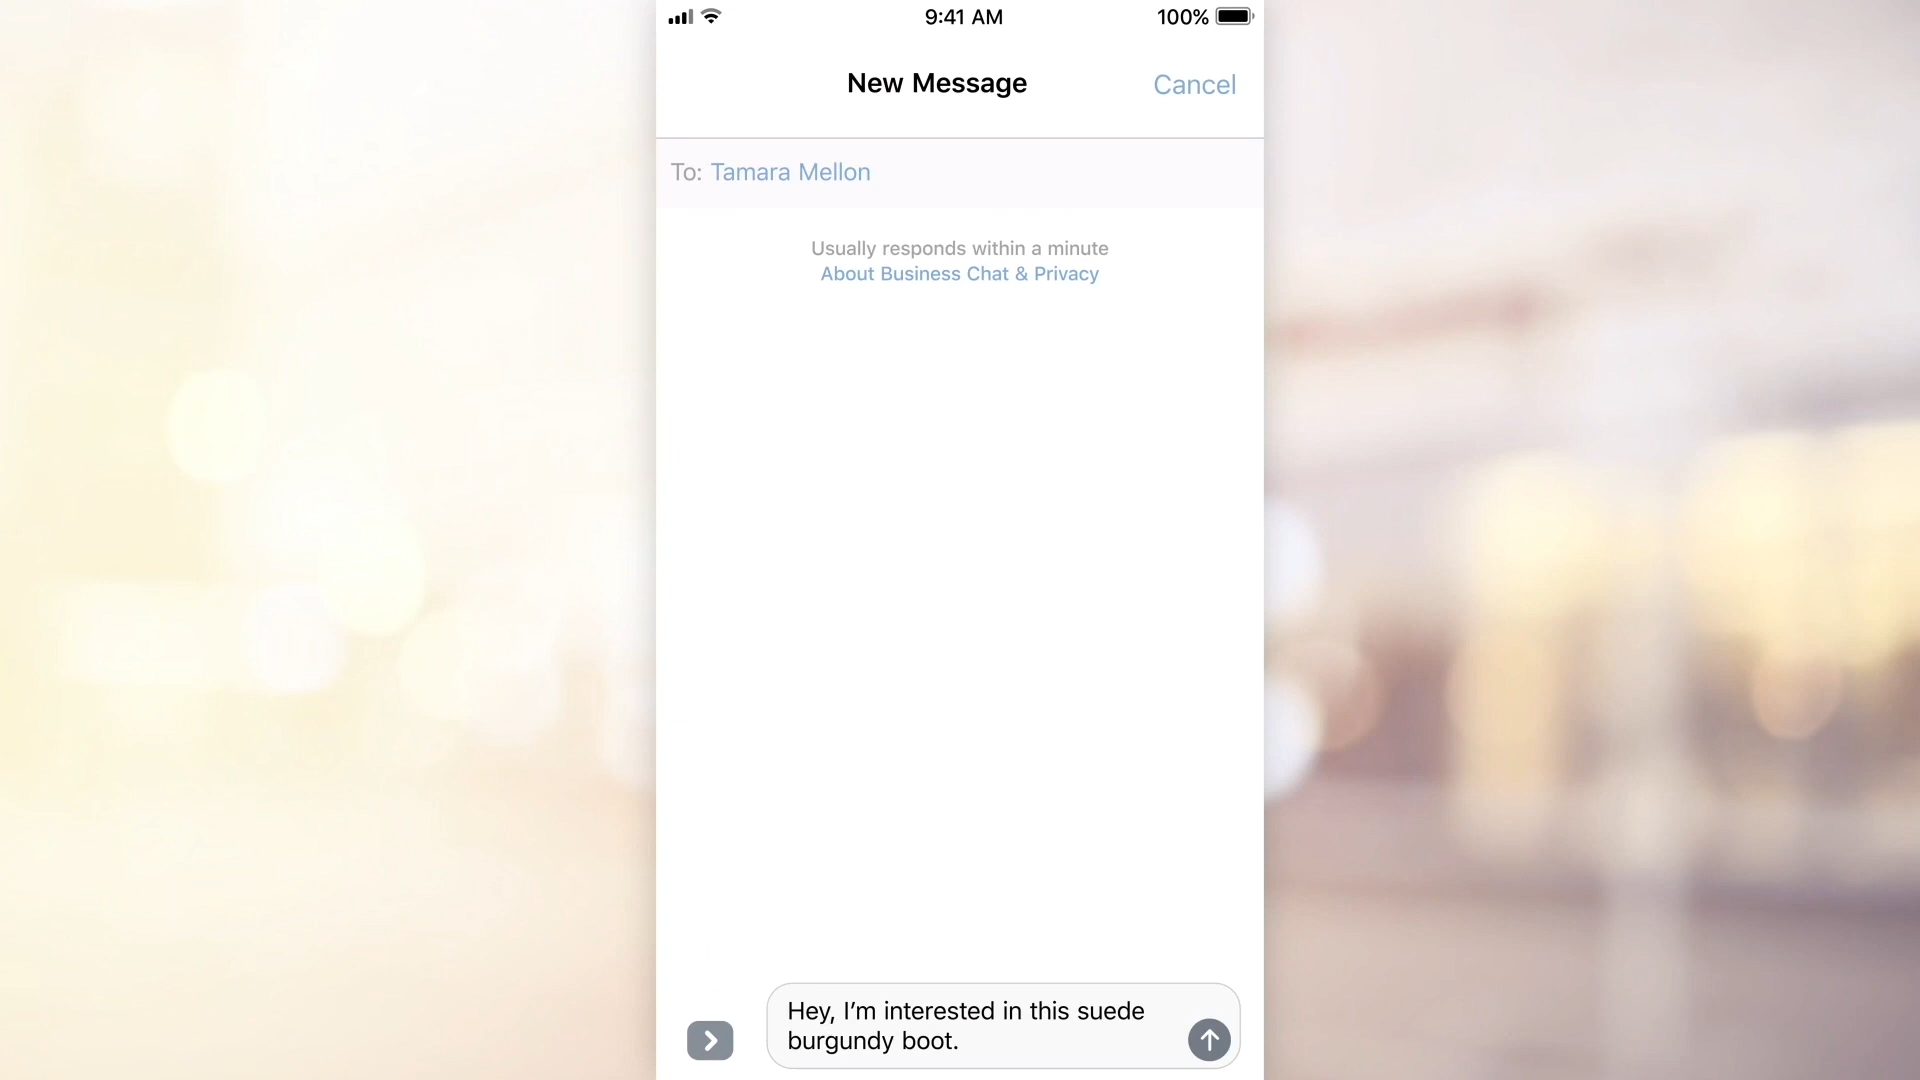 9:41 AM
100%
New Message
Cancel
To: Tamara Mellon
Usually responds within a minute
About Business Chat & Privacy
Hey, I’m interested in this suede
burgundy boot.